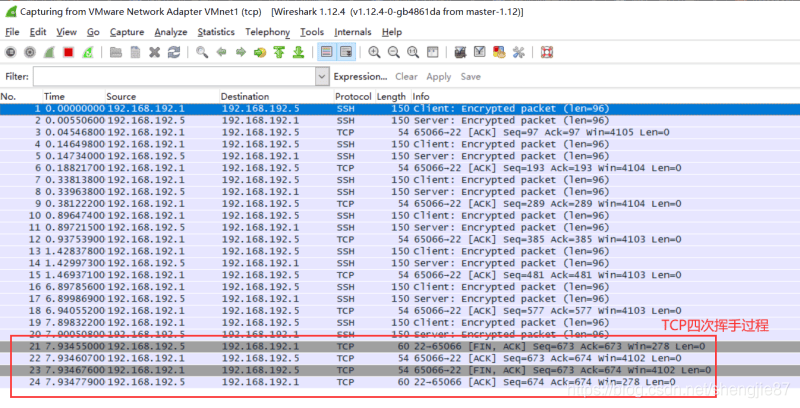 Capturing from VMware Network Adapter VMnet1 (tcp) [Wireshark 1.12.4 (v1.12.4-0-gb4861da from master-1.12)]
File Edit View Go Capture Analyze Statistics Telephony Tools Internals Help
Filter: Expression... Clear Apply Save
No. Time Source Destination Protocol Length Info
1 0.00000000 192.168.192.1 192.168.192.5 SSH 150 Client: Encrypted packet (len=96)
2 0.00550600 192.168.192.5 192.168.192.1 SSH 150 Server: Encrypted packet (len=96)
3 0.04546800 192.168.192.1 192.168.192.5 TCP 54 65066→22 [ACK] Seq=97 Ack=97 Win=4105 Len=0
4 0.14649800 192.168.192.1 192.168.192.5 SSH 150 Client: Encrypted packet (len=96)
5 0.14734000 192.168.192.5 192.168.192.1 SSH 150 Server: Encrypted packet (len=96)
6 0.18821700 192.168.192.1 192.168.192.5 TCP 54 65066→22 [ACK] Seq=193 Ack=193 Win=4104 Len=0
7 0.33813800 192.168.192.1 192.168.192.5 SSH 150 Client: Encrypted packet (len=96)
8 0.33963800 192.168.192.5 192.168.192.1 SSH 150 Server: Encrypted packet (len=96)
9 0.38122200 192.168.192.1 192.168.192.5 TCP 54 65066→22 [ACK] Seq=289 Ack=289 Win=4104 Len=0
10 0.89647400 192.168.192.1 192.168.192.5 SSH 150 Client: Encrypted packet (len=96)
11 0.89721500 192.168.192.5 192.168.192.1 SSH 150 Server: Encrypted packet (len=96)
12 0.93753900 192.168.192.1 192.168.192.5 TCP 54 65066→22 [ACK] Seq=385 Ack=385 Win=4103 Len=0
13 1.42837800 192.168.192.1 192.168.192.5 SSH 150 Client: Encrypted packet (len=96)
14 1.42997300 192.168.192.5 192.168.192.1 SSH 150 Server: Encrypted packet (len=96)
15 1.46937100 192.168.192.1 192.168.192.5 TCP 54 65066→22 [ACK] Seq=481 Ack=481 Win=4103 Len=0
16 6.89785600 192.168.192.1 192.168.192.5 SSH 150 Client: Encrypted packet (len=96)
17 6.89986900 192.168.192.5 192.168.192.1 SSH 150 Server: Encrypted packet (len=96)
18 6.94055200 192.168.192.1 192.168.192.5 TCP 54 65066→22 [ACK] Seq=577 Ack=577 Win=4103 Len=0
19 7.89832200 192.168.192.1 192.168.192.5 SSH 150 Client: Encrypted packet (len=96)
TCP四次挥手过程
20 7.90050800 192.168.192.5 192.168.192.1 SSH 150 Server: Encrypted packet (len=96)
21 7.93455000 192.168.192.5 192.168.192.1 TCP 60 22→65066 [FIN, ACK] Seq=673 Ack=673 Win=278 Len=0
22 7.93460700 192.168.192.1 192.168.192.5 TCP 54 65066→22 [ACK] Seq=673 Ack=674 Win=4102 Len=0
23 7.93467600 192.168.192.1 192.168.192.5 TCP 54 65066→22 [FIN, ACK] Seq=673 Ack=674 Win=4102 Len=0
24 7.93477900 192.168.192.5 192.168.192.1 TCP 60 22→65066 [ACK] Seq=674 Ack=674 Win=278 Len=0
https://blog.csdn.net/shengjie87